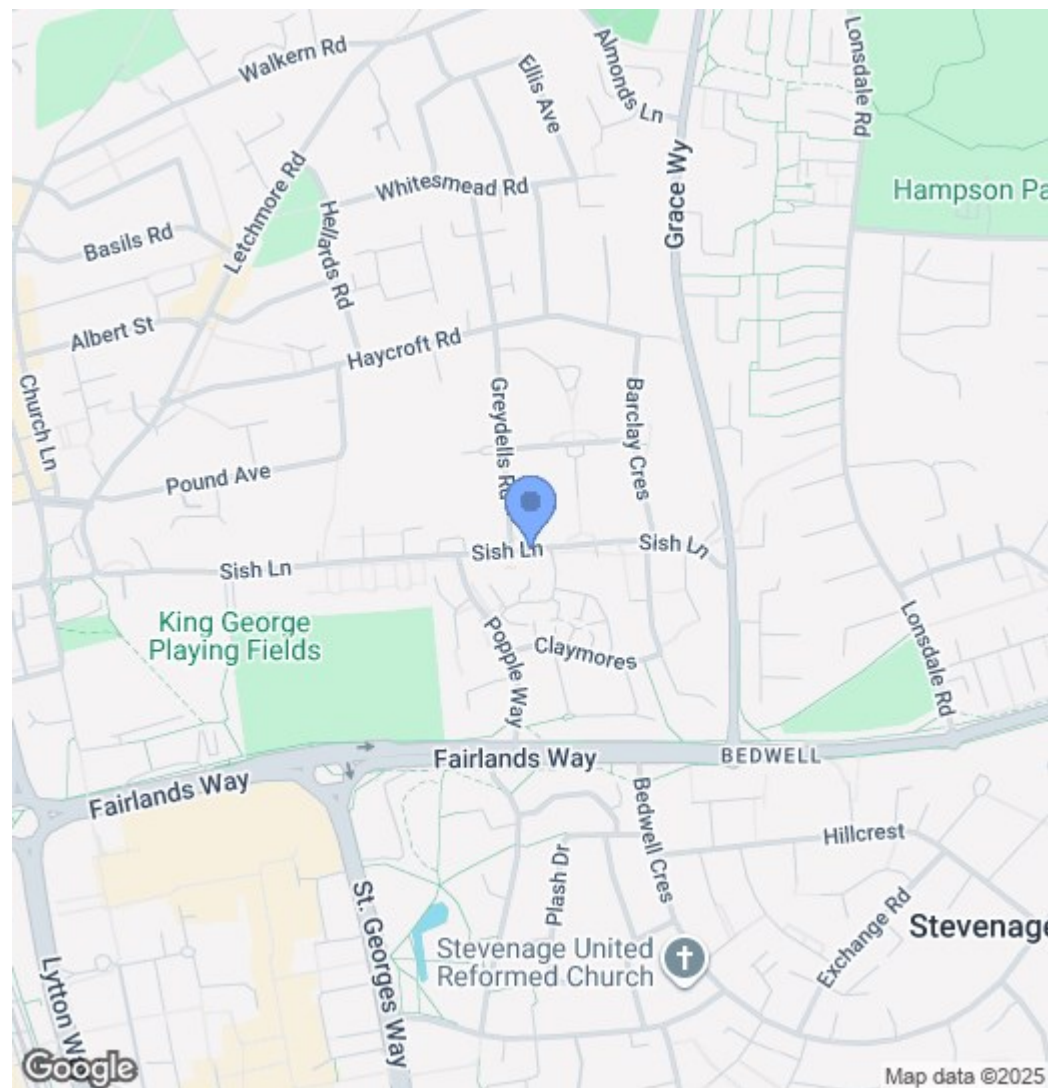 Walkern Rd
Almonds Ln
Ellis Ave
Lonsdale Rd
Letchmore Rd
Whitesmead Rd
Grace Wy
Hampson Pa
Hellards Rd
Basils Rd
Albert St
Haycroft Rd
Church Ln
Greydells Rd
Barclay Cres
Pound Ave
Sish Ln
Sish Ln
Sish Ln
King George
Playing Fields
Popple Way
Claymores
Lonsdale Rd
Fairlands Way
BEDWELL
Fairlands Way
Bedwell Cres
Hillcrest
Plash Dr
Exchange Rd
St. Georges Way
Stevenage
Stevenage United
Reformed Church
Lytton W
Google
Map data ©2025